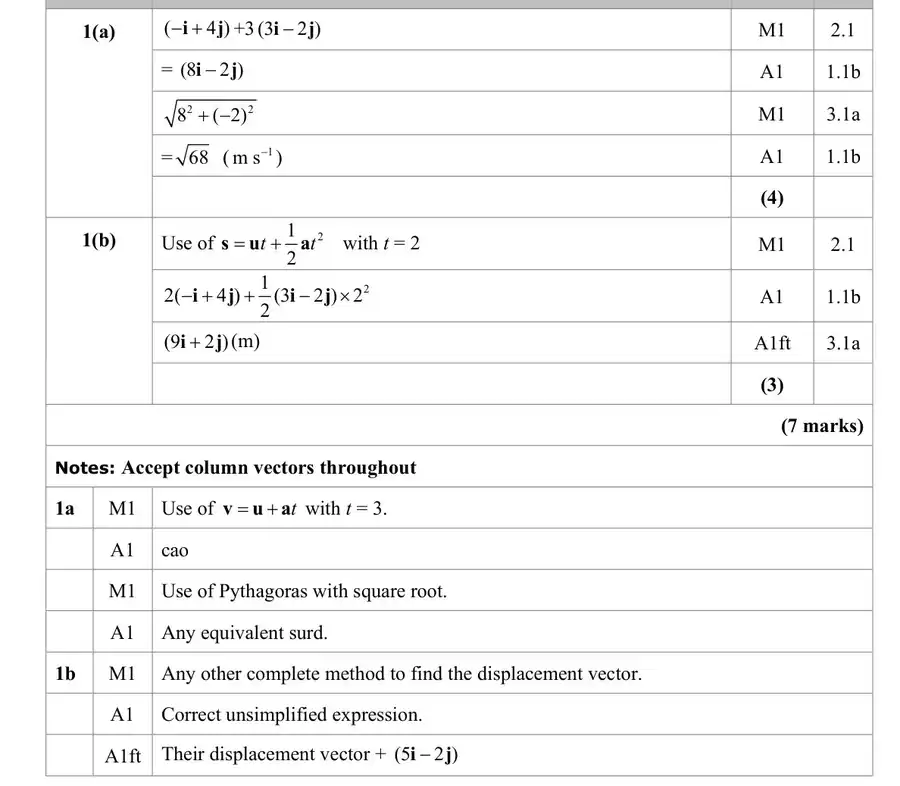 1(a) (−i + 4j) +3 (3i − 2j) M1 2.1
= (8i − 2j) A1 1.1b
√(8² + (−2)²) M1 3.1a
= √68 (m s⁻¹) A1 1.1b
(4)
1(b) Use of s = ut + 1/2 at² with t = 2 M1 2.1
2(−i + 4j) + 1/2 (3i − 2j) × 2² A1 1.1b
(9i + 2j) (m) A1ft 3.1a
(3)
(7 marks)
Notes: Accept column vectors throughout
1a M1 Use of v = u + at with t = 3.
A1 cao
M1 Use of Pythagoras with square root.
A1 Any equivalent surd.
1b M1 Any other complete method to find the displacement vector.
A1 Correct unsimplified expression.
A1ft Their displacement vector + (5i − 2j)